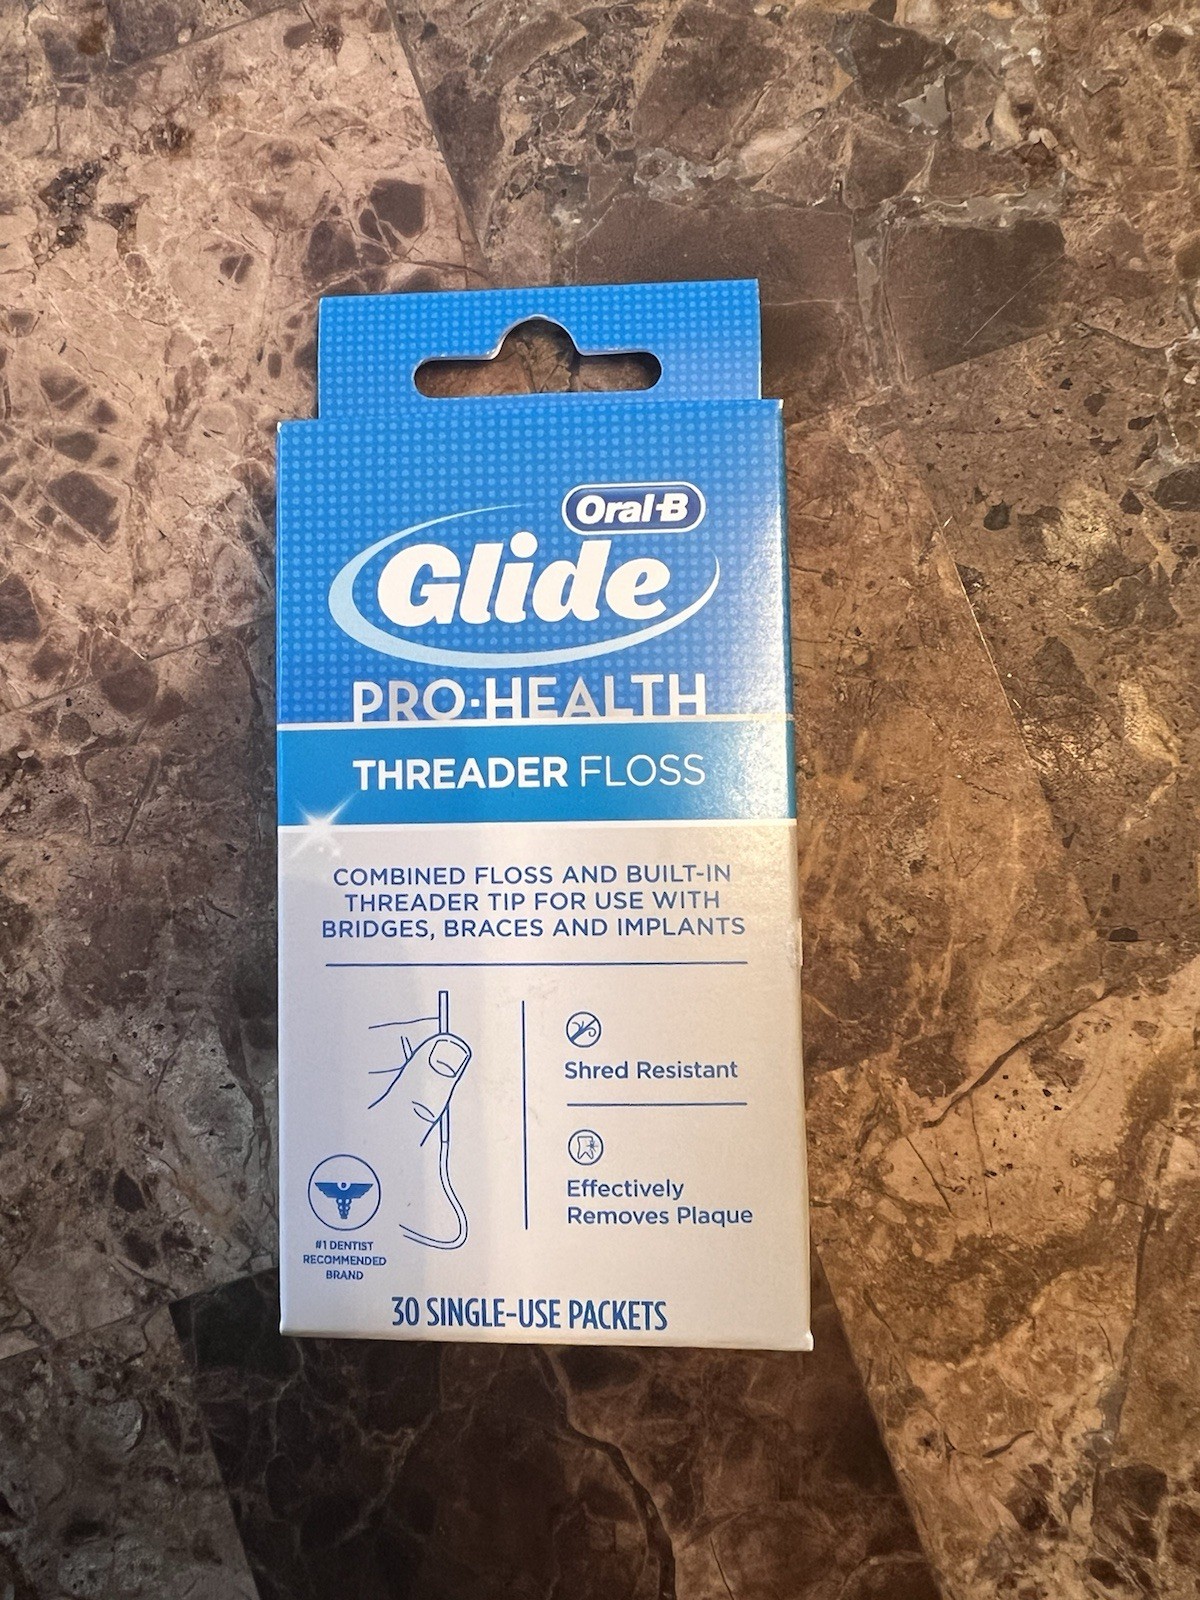 Oral-B
Glide
PRO-HEALTH
THREADER FLOSS
COMBINED FLOSS AND BUILT-IN
THREADER TIP FOR USE WITH
BRIDGES, BRACES AND IMPLANTS
Shred Resistant
Effectively
Removes Plaque
#1 DENTIST
RECOMMENDED
BRAND
30 SINGLE-USE PACKETS